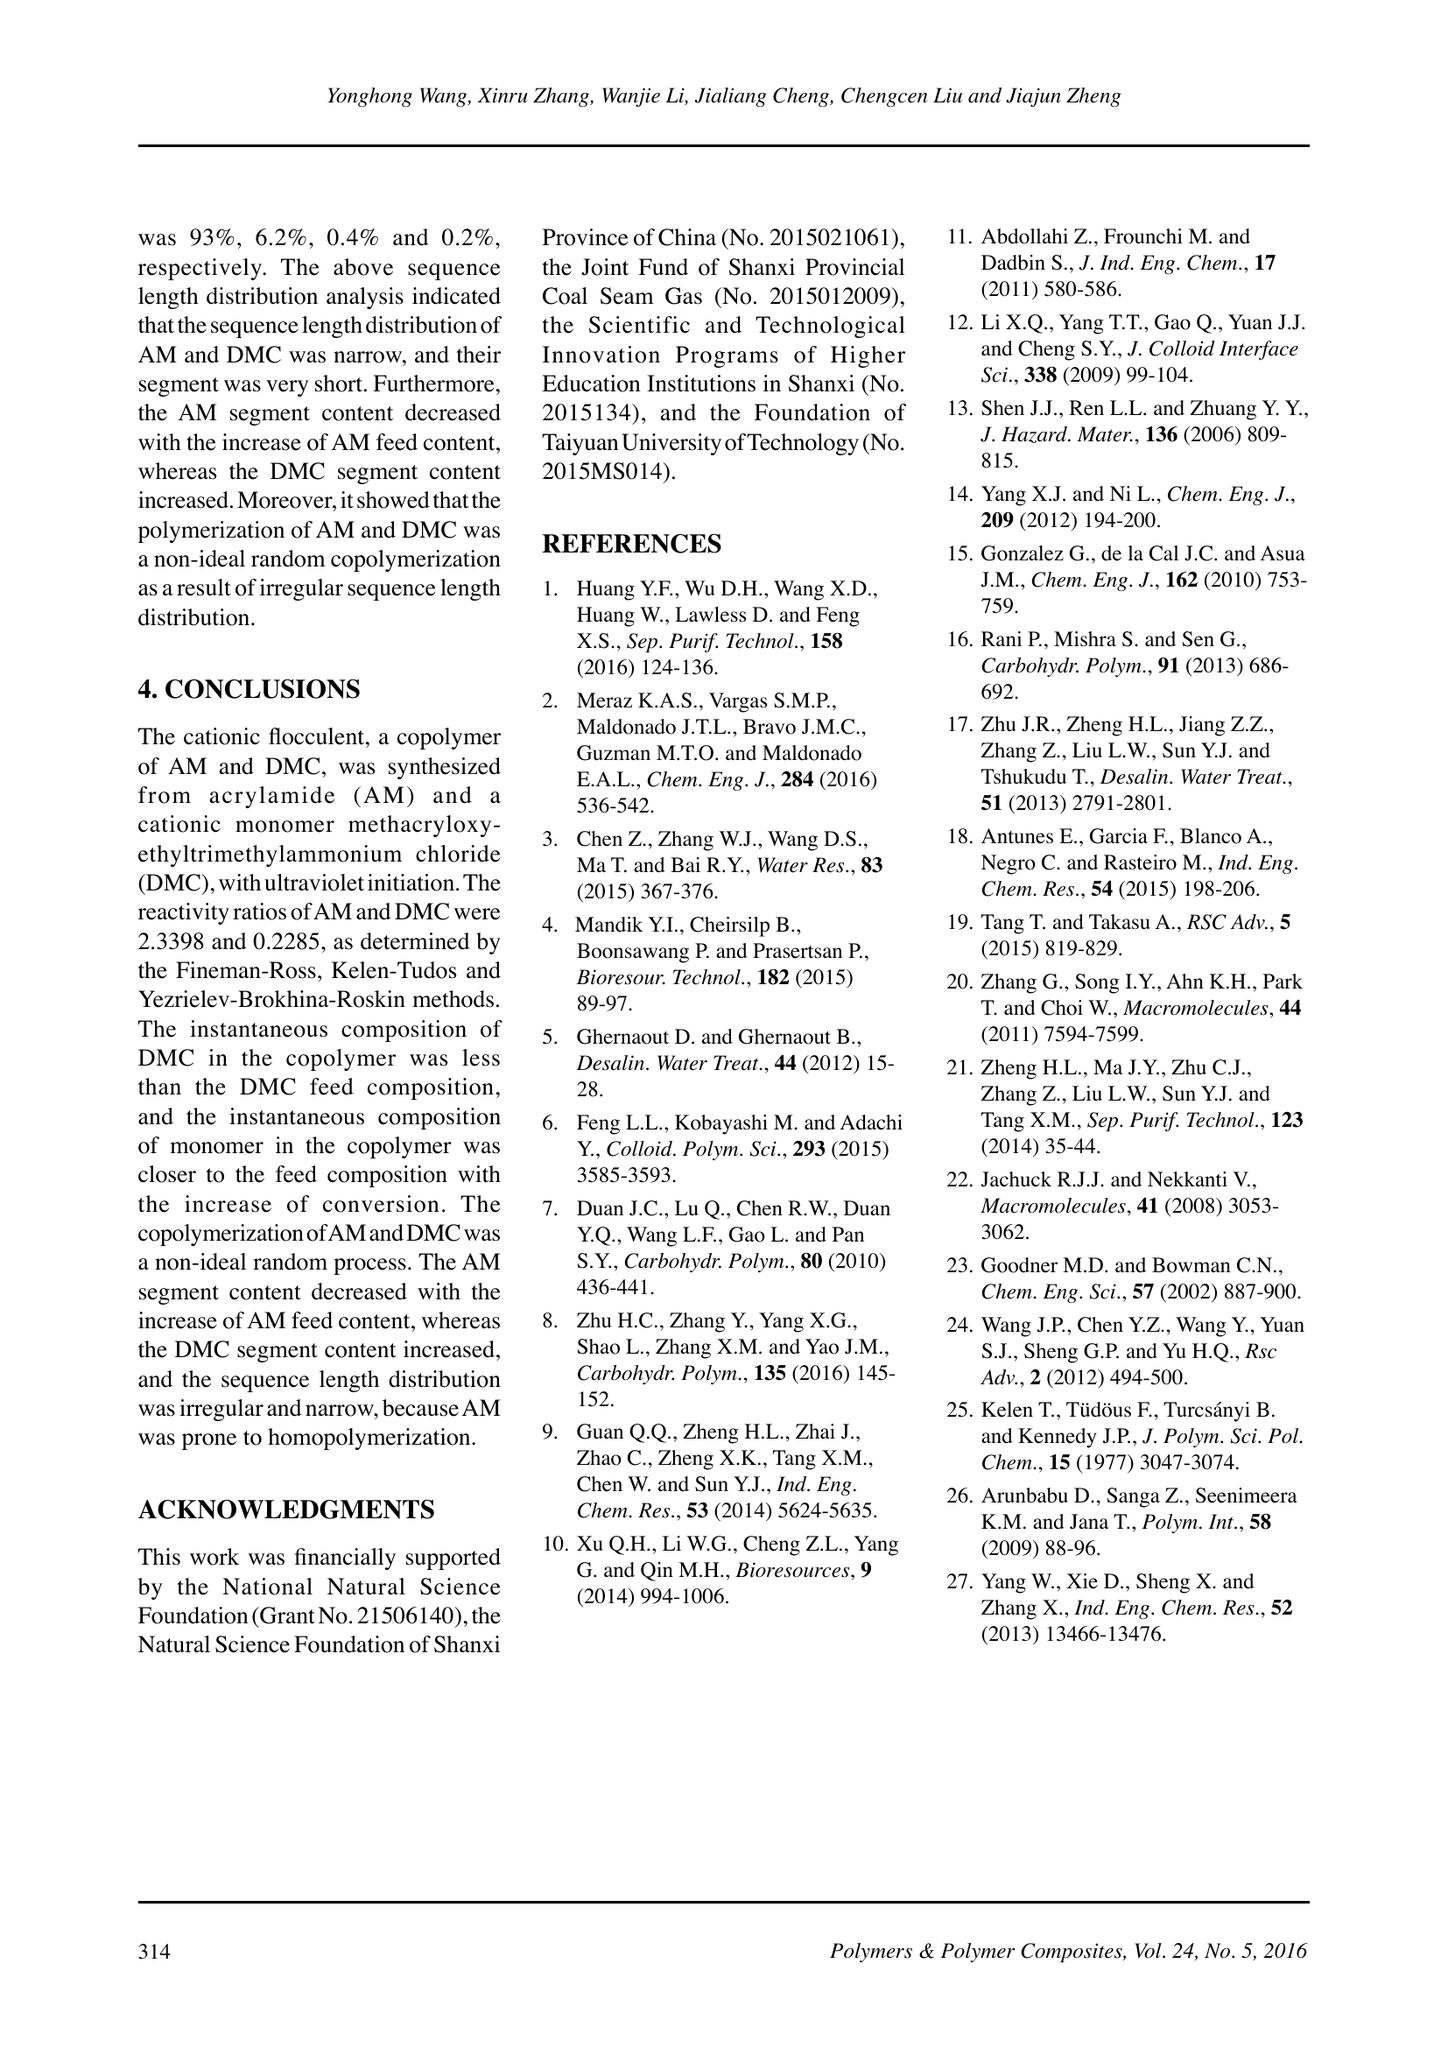 Yonghong Wang, Xinru Zhang, Wanjie Li, Jialiang Cheng, Chengcen Liu and Jiajun Zheng
was 93%, 6.2%, 0.4% and 0.2%,
respectively. The above sequence
length distribution analysis indicated
that the sequence length distribution of
AM and DMC was narrow, and their
segment was very short. Furthermore,
the AM segment content decreased
with the increase of AM feed content,
whereas the DMC segment content
increased. Moreover, it showed that the
polymerization of AM and DMC was
a non-ideal random copolymerization
as a result of irregular sequence length
distribution.
4. CONCLUSIONS
The cationic flocculent, a copolymer
of AM and DMC, was synthesized
from acrylamide (AM) and a
cationic monomer methacryloxy-
ethyltrimethylammonium chloride
(DMC), with ultraviolet initiation. The
reactivity ratios of AM and DMC were
2.3398 and 0.2285, as determined by
the Fineman-Ross, Kelen-Tudos and
Yezrielev-Brokhina-Roskin methods.
The instantaneous composition of
DMC in the copolymer was less
than the DMC feed composition,
and the instantaneous composition
of monomer in the copolymer was
closer to the feed composition with
the increase of conversion. The
copolymerization of AM and DMC was
a non-ideal random process. The AM
segment content decreased with the
increase of AM feed content, whereas
the DMC segment content increased,
and the sequence length distribution
was irregular and narrow, because AM
was prone to homopolymerization.
ACKNOWLEDGMENTS
This work was financially supported
by the National Natural Science
Foundation (Grant No. 21506140), the
Natural Science Foundation of Shanxi
Province of China (No. 2015021061),
the Joint Fund of Shanxi Provincial
Coal Seam Gas (No. 2015012009),
the Scientific and Technological
Innovation Programs of Higher
Education Institutions in Shanxi (No.
2015134), and the Foundation of
Taiyuan University of Technology (No.
2015MS014).
REFERENCES
1. Huang Y.F., Wu D.H., Wang X.D.,
Huang W., Lawless D. and Feng
X.S., Sep. Purif. Technol., 158
(2016) 124-136.
2. Meraz K.A.S., Vargas S.M.P.,
Maldonado J.T.L., Bravo J.M.C.,
Guzman M.T.O. and Maldonado
E.A.L., Chem. Eng. J., 284 (2016)
536-542.
3. Chen Z., Zhang W.J., Wang D.S.,
Ma T. and Bai R.Y., Water Res., 83
(2015) 367-376.
4. Mandik Y.I., Cheirsilp B.,
Boonsawang P. and Prasertsan P.,
Bioresour. Technol., 182 (2015)
89-97.
5. Ghernaout D. and Ghernaout B.,
Desalin. Water Treat., 44 (2012) 15-
28.
6. Feng L.L., Kobayashi M. and Adachi
Y., Colloid. Polym. Sci., 293 (2015)
3585-3593.
7. Duan J.C., Lu Q., Chen R.W., Duan
Y.Q., Wang L.F., Gao L. and Pan
S.Y., Carbohydr. Polym., 80 (2010)
436-441.
8. Zhu H.C., Zhang Y., Yang X.G.,
Shao L., Zhang X.M. and Yao J.M.,
Carbohydr. Polym., 135 (2016) 145-
152.
9. Guan Q.Q., Zheng H.L., Zhai J.,
Zhao C., Zheng X.K., Tang X.M.,
Chen W. and Sun Y.J., Ind. Eng.
Chem. Res., 53 (2014) 5624-5635.
10. Xu Q.H., Li W.G., Cheng Z.L., Yang
G. and Qin M.H., Bioresources, 9
(2014) 994-1006.
11. Abdollahi Z., Frounchi M. and
Dadbin S., J. Ind. Eng. Chem., 17
(2011) 580-586.
12. Li X.Q., Yang T.T., Gao Q., Yuan J.J.
and Cheng S.Y., J. Colloid Interface
Sci., 338 (2009) 99-104.
13. Shen J.J., Ren L.L. and Zhuang Y. Y.,
J. Hazard. Mater., 136 (2006) 809-
815.
14. Yang X.J. and Ni L., Chem. Eng. J.,
209 (2012) 194-200.
15. Gonzalez G., de la Cal J.C. and Asua
J.M., Chem. Eng. J., 162 (2010) 753-
759.
16. Rani P., Mishra S. and Sen G.,
Carbohydr. Polym., 91 (2013) 686-
692.
17. Zhu J.R., Zheng H.L., Jiang Z.Z.,
Zhang Z., Liu L.W., Sun Y.J. and
Tshukudu T., Desalin. Water Treat.,
51 (2013) 2791-2801.
18. Antunes E., Garcia F., Blanco A.,
Negro C. and Rasteiro M., Ind. Eng.
Chem. Res., 54 (2015) 198-206.
19. Tang T. and Takasu A., RSC Adv., 5
(2015) 819-829.
20. Zhang G., Song I.Y., Ahn K.H., Park
T. and Choi W., Macromolecules, 44
(2011) 7594-7599.
21. Zheng H.L., Ma J.Y., Zhu C.J.,
Zhang Z., Liu L.W., Sun Y.J. and
Tang X.M., Sep. Purif. Technol., 123
(2014) 35-44.
22. Jachuck R.J.J. and Nekkanti V.,
Macromolecules, 41 (2008) 3053-
3062.
23. Goodner M.D. and Bowman C.N.,
Chem. Eng. Sci., 57 (2002) 887-900.
24. Wang J.P., Chen Y.Z., Wang Y., Yuan
S.J., Sheng G.P. and Yu H.Q., Rsc
Adv., 2 (2012) 494-500.
25. Kelen T., Tüdöus F., Turcsányi B.
and Kennedy J.P., J. Polym. Sci. Pol.
Chem., 15 (1977) 3047-3074.
26. Arunbabu D., Sanga Z., Seenimeera
K.M. and Jana T., Polym. Int., 58
(2009) 88-96.
27. Yang W., Xie D., Sheng X. and
Zhang X., Ind. Eng. Chem. Res., 52
(2013) 13466-13476.
314
Polymers & Polymer Composites, Vol. 24, No. 5, 2016